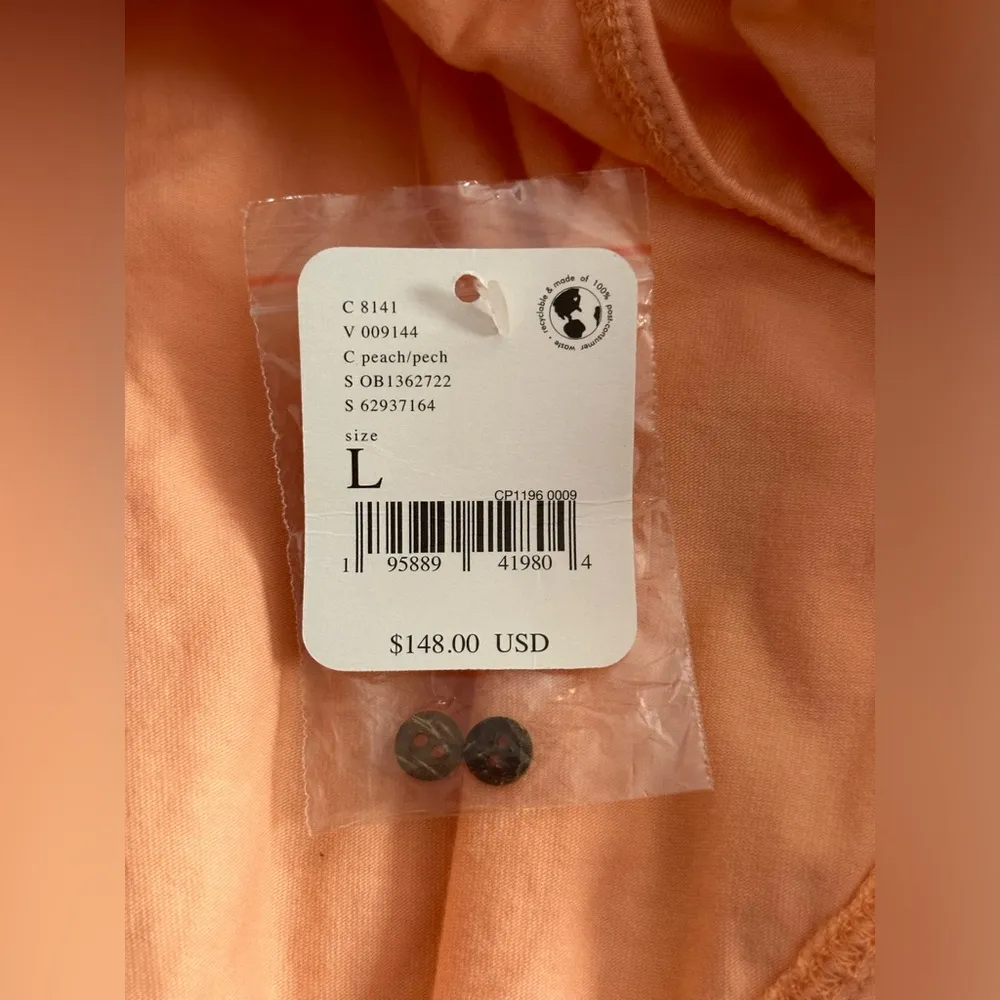 C 8141
V 009144
C peach/pech
S OB1362722
S 62937164
size
L
recyclable & made of 100% post-consumer waste •
CP1196 0009
1 95889 41980 4
$148.00 USD